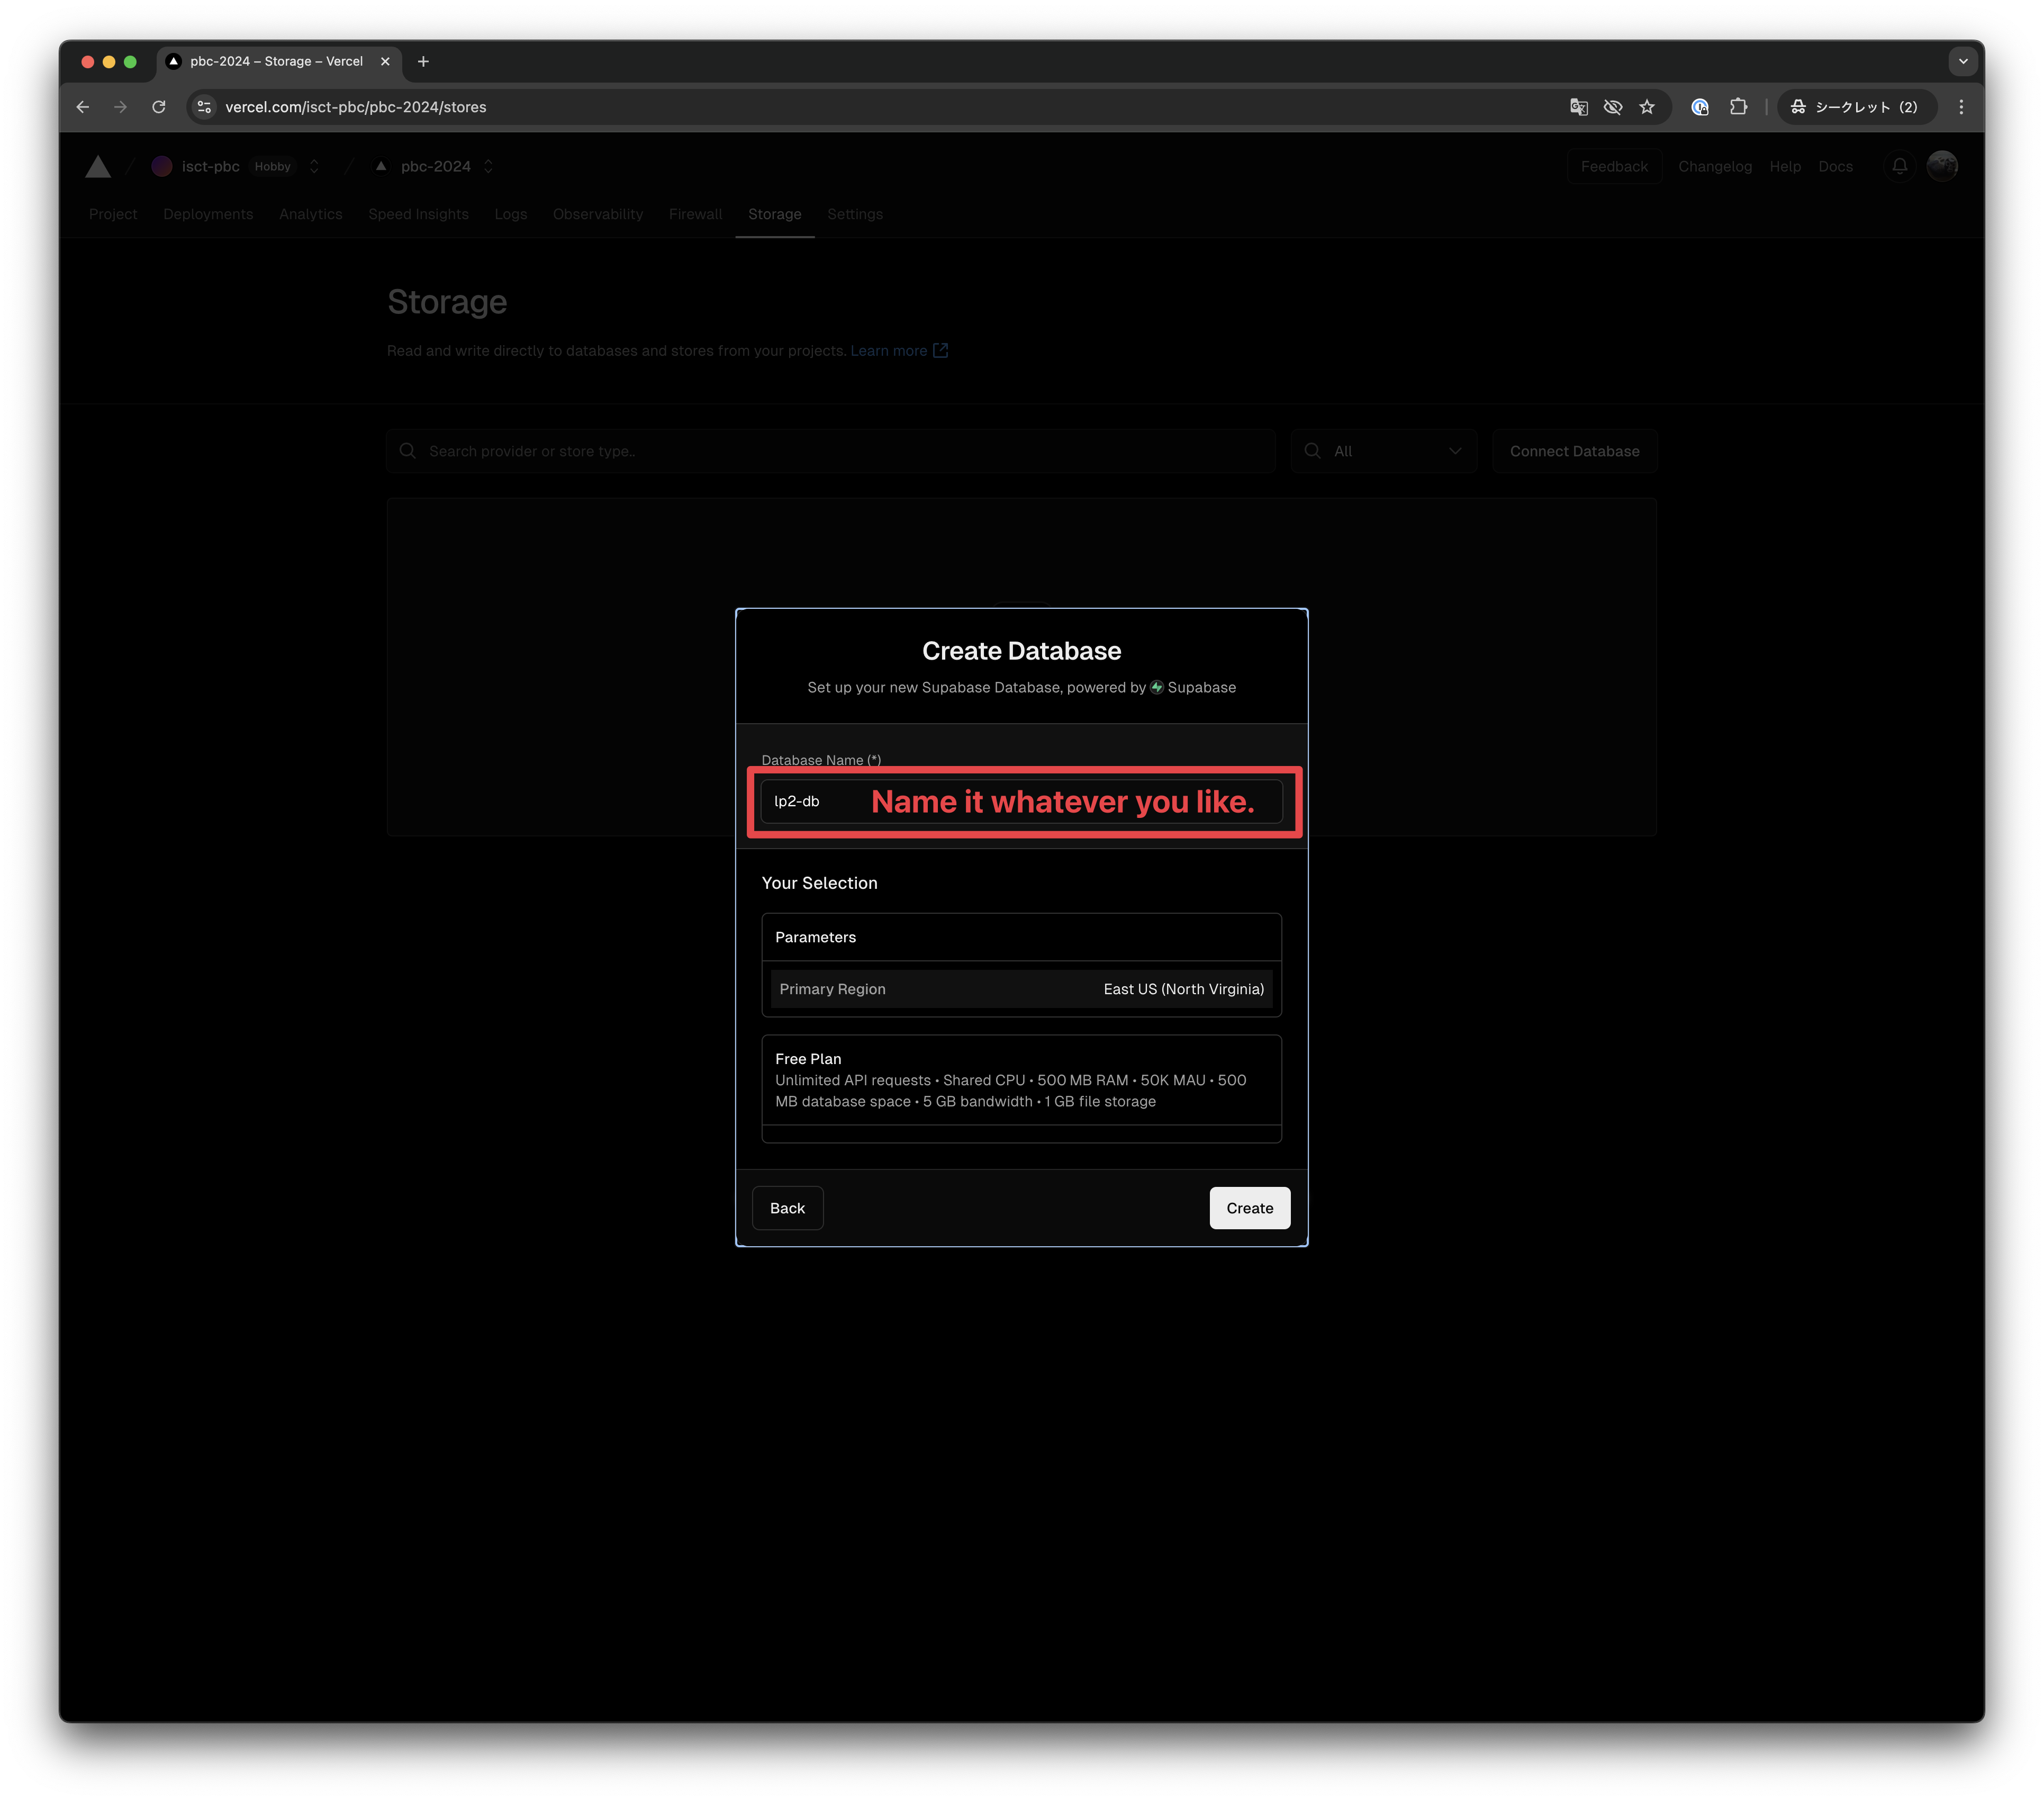 pbc-2024 – Storage – Vercel
vercel.com/isct-pbc/pbc-2024/stores
シークレット (2)
isct-pbc Hobby pbc-2024
Feedback Changelog Help Docs
Project Deployments Analytics Speed Insights Logs Observability Firewall Storage Settings
Storage
Read and write directly to databases and stores from your projects. Learn more
Search provider or store type..
All
Connect Database
Create Database
Set up your new Supabase Database, powered by Supabase
Database Name (*)
lp2-db Name it whatever you like.
Your Selection
Parameters
Primary Region East US (North Virginia)
Free Plan
Unlimited API requests • Shared CPU • 500 MB RAM • 50K MAU • 500
MB database space • 5 GB bandwidth • 1 GB file storage
Back Create